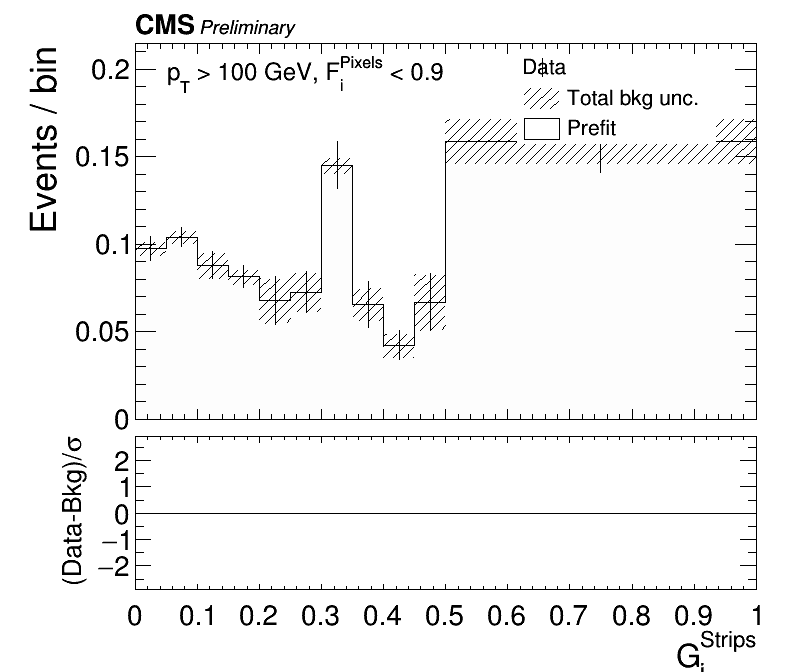 CMS Preliminary
Events / bin
0.2
0.15
0.1
0.05
0
p_T > 100 GeV, F_i^Pixels < 0.9
Data
Total bkg unc.
Prefit
(Data-Bkg)/σ
2
1
0
−1
−2
0 0.1 0.2 0.3 0.4 0.5 0.6 0.7 0.8 0.9 1
G_i^Strips